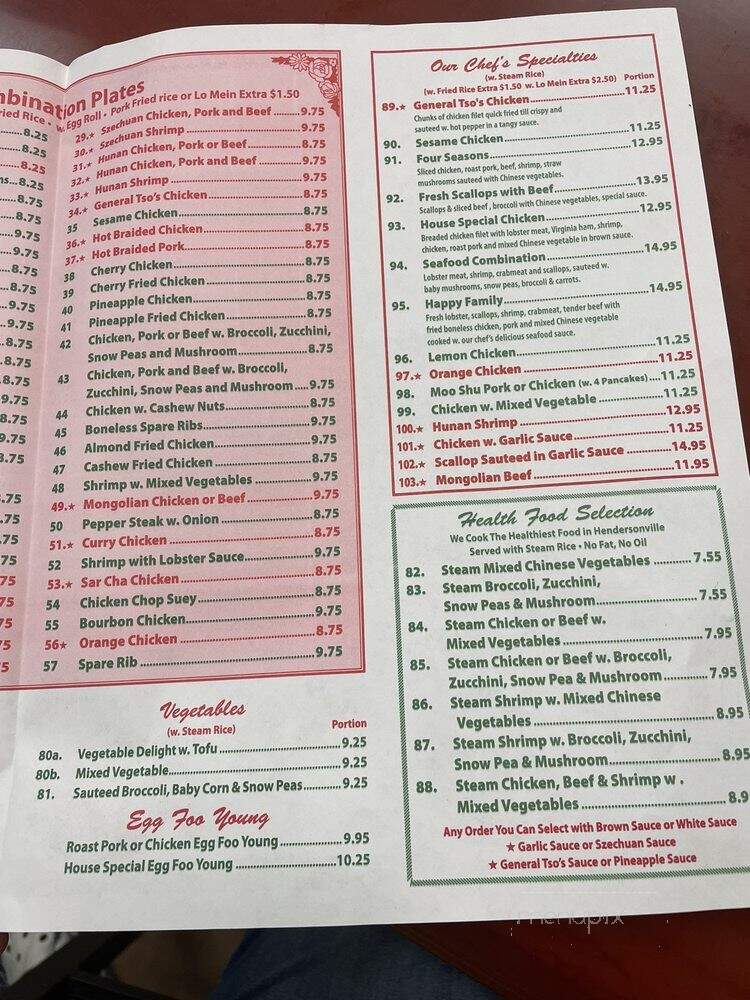 mbination Plates
ried Rice •
w. Egg Roll • Pork Fried rice or Lo Mein Extra $1.50
8.25
8.25
8.25
ns...8.25
8.75
8.75
9.75
9.75
8.75
8.75
9.75
9.75
8.75
8.75
9.75
8.75
9.75
8.75
.75
.75
.75
75
75
75
5
29.★ Szechuan Chicken, Pork and Beef ........9.75
30.★ Szechuan Shrimp........9.75
31.★ Hunan Chicken, Pork or Beef........8.75
32.★ Hunan Chicken, Pork and Beef........9.75
33.★ Hunan Shrimp........9.75
34.★ General Tso's Chicken........8.75
35 Sesame Chicken........8.75
36.★ Hot Braided Chicken........8.75
37.★ Hot Braided Pork........8.75
38 Cherry Chicken........8.75
39 Cherry Fried Chicken........8.75
40 Pineapple Chicken........8.75
41 Pineapple Fried Chicken........8.75
42 Chicken, Pork or Beef w. Broccoli, Zucchini,
Snow Peas and Mushroom........8.75
43 Chicken, Pork and Beef w. Broccoli,
Zucchini, Snow Peas and Mushroom....9.75
44 Chicken w. Cashew Nuts........8.75
45 Boneless Spare Ribs........9.75
46 Almond Fried Chicken........9.75
47 Cashew Fried Chicken ........8.75
48 Shrimp w. Mixed Vegetables ........9.75
49.★ Mongolian Chicken or Beef ........9.75
50 Pepper Steak w. Onion ........8.75
51.★ Curry Chicken ........8.75
52 Shrimp with Lobster Sauce........9.75
53.★ Sar Cha Chicken........8.75
54 Chicken Chop Suey........8.75
55 Bourbon Chicken........9.75
56★ Orange Chicken ........8.75
57 Spare Rib ........9.75
Vegetables
(w. Steam Rice)
Portion
80a. Vegetable Delight w. Tofu ........9.25
80b. Mixed Vegetable........9.25
81. Sauteed Broccoli, Baby Corn & Snow Peas........9.25
Egg Foo Young
Roast Pork or Chicken Egg Foo Young ........9.95
House Special Egg Foo Young ........10.25
Our Chef's Specialties
(w. Steam Rice)
(w. Fried Rice Extra $1.50 w. Lo Mein Extra $2.50) Portion
89.★ General Tso's Chicken........11.25
Chunks of chicken filet quick fried till crispy and
sauteed w. hot pepper in a tangy sauce.
90. Sesame Chicken........11.25
91. Four Seasons........12.95
Sliced chicken, roast pork, beef, shrimp, straw
mushrooms sauteed with Chinese vegetables.
92. Fresh Scallops with Beef........13.95
Scallops & sliced beef, broccoli with Chinese vegetables, special sauce.
93. House Special Chicken........12.95
Breaded chicken filet with lobster meat, Virginia ham, shrimp,
chicken, roast pork and mixed Chinese vegetable in brown sauce.
94. Seafood Combination........14.95
Lobster meat, shrimp, crabmeat and scallops, sauteed w.
baby mushrooms, snow peas, broccoli & carrots.
95. Happy Family........14.95
Fresh lobster, scallops, shrimp, crabmeat, tender beef with
fried boneless chicken, pork and mixed Chinese vegetable
cooked w. our chef's delicious seafood sauce.
96. Lemon Chicken........11.25
97.★ Orange Chicken........11.25
98. Moo Shu Pork or Chicken (w. 4 Pancakes)....11.25
99. Chicken w. Mixed Vegetable ........11.25
100.★ Hunan Shrimp ........12.95
101.★ Chicken w. Garlic Sauce........11.25
102.★ Scallop Sauteed in Garlic Sauce ........14.95
103.★ Mongolian Beef ........11.95
Health Food Selection
We Cook The Healthiest Food in Hendersonville
Served with Steam Rice • No Fat, No Oil
82. Steam Mixed Chinese Vegetables ........7.55
83. Steam Broccoli, Zucchini,
Snow Peas & Mushroom........7.55
84. Steam Chicken or Beef w.
Mixed Vegetables ........7.95
85. Steam Chicken or Beef w. Broccoli,
Zucchini, Snow Pea & Mushroom........7.95
86. Steam Shrimp w. Mixed Chinese
Vegetables ........8.95
87. Steam Shrimp w. Broccoli, Zucchini,
Snow Pea & Mushroom........8.95
88. Steam Chicken, Beef & Shrimp w .
Mixed Vegetables ........8.9
Any Order You Can Select with Brown Sauce or White Sauce
★ Garlic Sauce or Szechuan Sauce
★ General Tso's Sauce or Pineapple Sauce
menupix